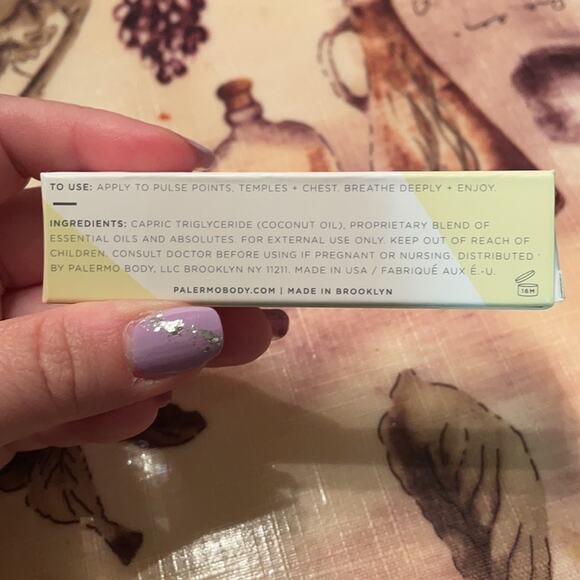 TO USE: APPLY TO PULSE POINTS, TEMPLES + CHEST. BREATHE DEEPLY + ENJOY.
INGREDIENTS: CAPRIC TRIGLYCERIDE (COCONUT OIL), PROPRIETARY BLEND OF
ESSENTIAL OILS AND ABSOLUTES. FOR EXTERNAL USE ONLY. KEEP OUT OF REACH OF
CHILDREN. CONSULT DOCTOR BEFORE USING IF PREGNANT OR NURSING. DISTRIBUTED
BY PALERMO BODY, LLC BROOKLYN NY 11211. MADE IN USA / FABRIQUÉ AUX É.-U.
PALERMOBODY.COM | MADE IN BROOKLYN
18M